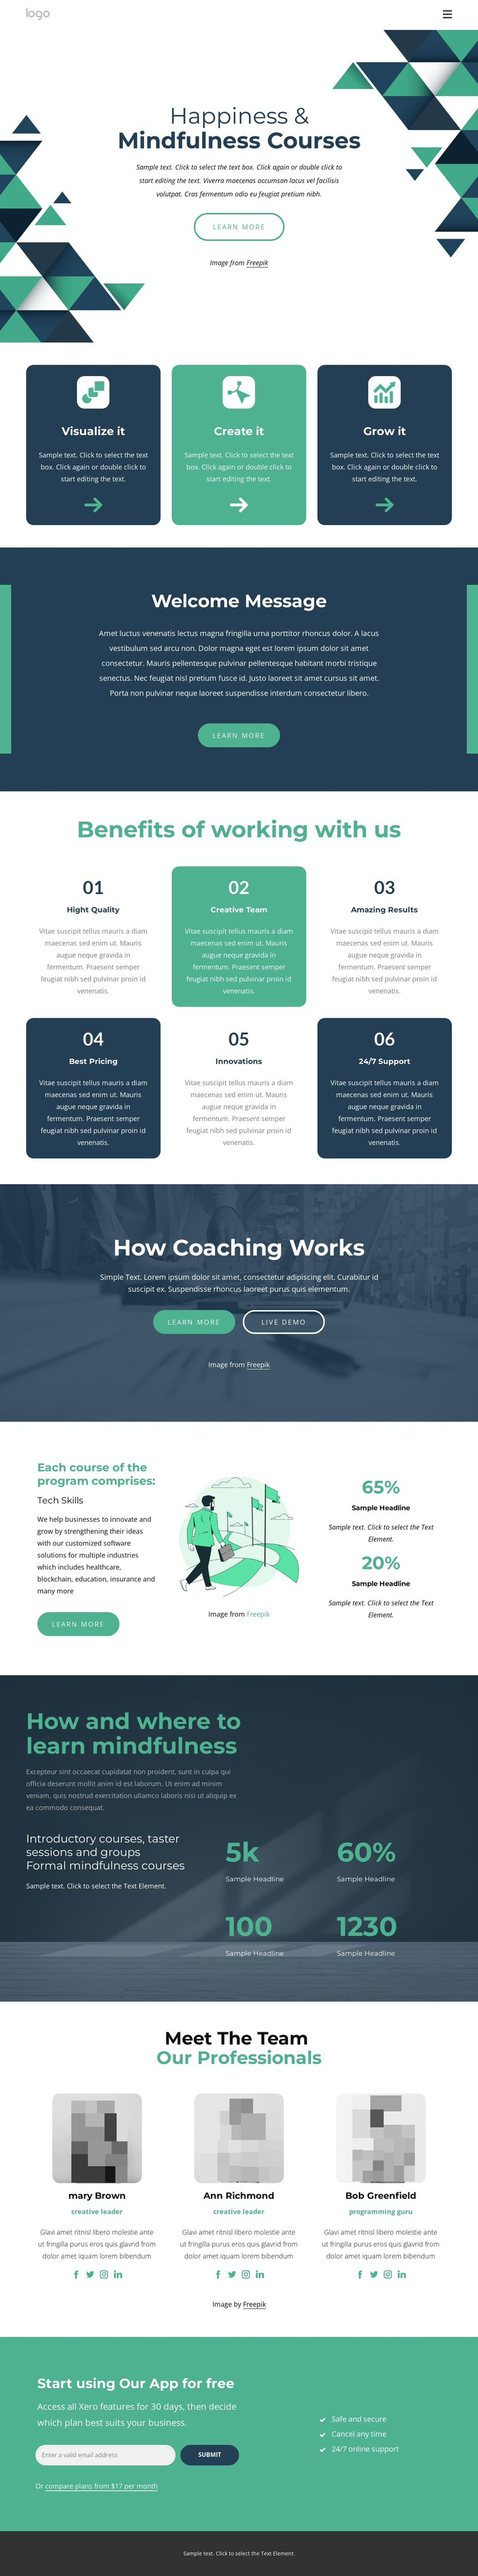 logo
Happiness &
Mindfulness Courses
Sample text. Click to select the text box. Click again or double click to
start editing the text. Viverra maecenas accumsan lacus vel facilisis
volutpat. Cras fermentum odio eu feugiat pretium nibh.
LEARN MORE
Image from Freepik
Visualize it
Sample text. Click to select the text
box. Click again or double click to
start editing the text.
Create it
Sample text. Click to select the text
box. Click again or double click to
start editing the text.
Grow it
Sample text. Click to select the text
box. Click again or double click to
start editing the text.
Welcome Message
Amet luctus venenatis lectus magna fringilla urna porttitor rhoncus dolor. A lacus
vestibulum sed arcu non. Dolor magna eget est lorem ipsum dolor sit amet
consectetur. Mauris pellentesque pulvinar pellentesque habitant morbi tristique
senectus. Nec feugiat nisl pretium fusce id. Justo laoreet sit amet cursus sit amet.
Porta non pulvinar neque laoreet suspendisse interdum consectetur libero.
LEARN MORE
Benefits of working with us
01
Hight Quality
Vitae suscipit tellus mauris a diam
maecenas sed enim ut. Mauris
augue neque gravida in
fermentum. Praesent semper
feugiat nibh sed pulvinar proin id
venenatis.
02
Creative Team
Vitae suscipit tellus mauris a diam
maecenas sed enim ut. Mauris
augue neque gravida in
fermentum. Praesent semper
feugiat nibh sed pulvinar proin id
venenatis.
03
Amazing Results
Vitae suscipit tellus mauris a diam
maecenas sed enim ut. Mauris
augue neque gravida in
fermentum. Praesent semper
feugiat nibh sed pulvinar proin id
venenatis.
04
Best Pricing
Vitae suscipit tellus mauris a diam
maecenas sed enim ut. Mauris
augue neque gravida in
fermentum. Praesent semper
feugiat nibh sed pulvinar proin id
venenatis.
05
Innovations
Vitae suscipit tellus mauris a diam
maecenas sed enim ut. Mauris
augue neque gravida in
fermentum. Praesent semper
feugiat nibh sed pulvinar proin id
venenatis.
06
24/7 Support
Vitae suscipit tellus mauris a diam
maecenas sed enim ut. Mauris
augue neque gravida in
fermentum. Praesent semper
feugiat nibh sed pulvinar proin id
venenatis.
How Coaching Works
Simple Text. Lorem ipsum dolor sit amet, consectetur adipiscing elit. Curabitur id
suscipit ex. Suspendisse rhoncus laoreet purus quis elementum.
LEARN MORE
LIVE DEMO
Image from Freepik
Each course of the
program comprises:
Tech Skills
We help businesses to innovate and
grow by strengthening their ideas
with our customized software
solutions for multiple industries
which includes healthcare,
blockchain, education, insurance and
many more
LEARN MORE
Image from Freepik
65%
Sample Headline
Sample text. Click to select the Text
Element.
20%
Sample Headline
Sample text. Click to select the Text
Element.
How and where to
learn mindfulness
Excepteur sint occaecat cupidatat non proident, sunt in culpa qui
officia deserunt mollit anim id est laborum. Ut enim ad minim
veniam, quis nostrud exercitation ullamco laboris nisi ut aliquip ex
ea commodo consequat.
Introductory courses, taster
sessions and groups
Formal mindfulness courses
Sample text. Click to select the Text Element.
5k
Sample Headline
60%
Sample Headline
100
Sample Headline
1230
Sample Headline
Meet The Team
Our Professionals
mary Brown
creative leader
Glavi amet ritnisl libero molestie ante
ut fringilla purus eros quis glavrid from
dolor amet iquam lorem bibendum
Ann Richmond
creative leader
Glavi amet ritnisl libero molestie ante
ut fringilla purus eros quis glavrid from
dolor amet iquam lorem bibendum
Bob Greenfield
programming guru
Glavi amet ritnisl libero molestie ante
ut fringilla purus eros quis glavrid from
dolor amet iquam lorem bibendum
Image by Freepik
Start using Our App for free
Access all Xero features for 30 days, then decide
which plan best suits your business.
Enter a valid email address
SUBMIT
Or compare plans from $17 per month
Safe and secure
Cancel any time
24/7 online support
Sample text. Click to select the Text Element.